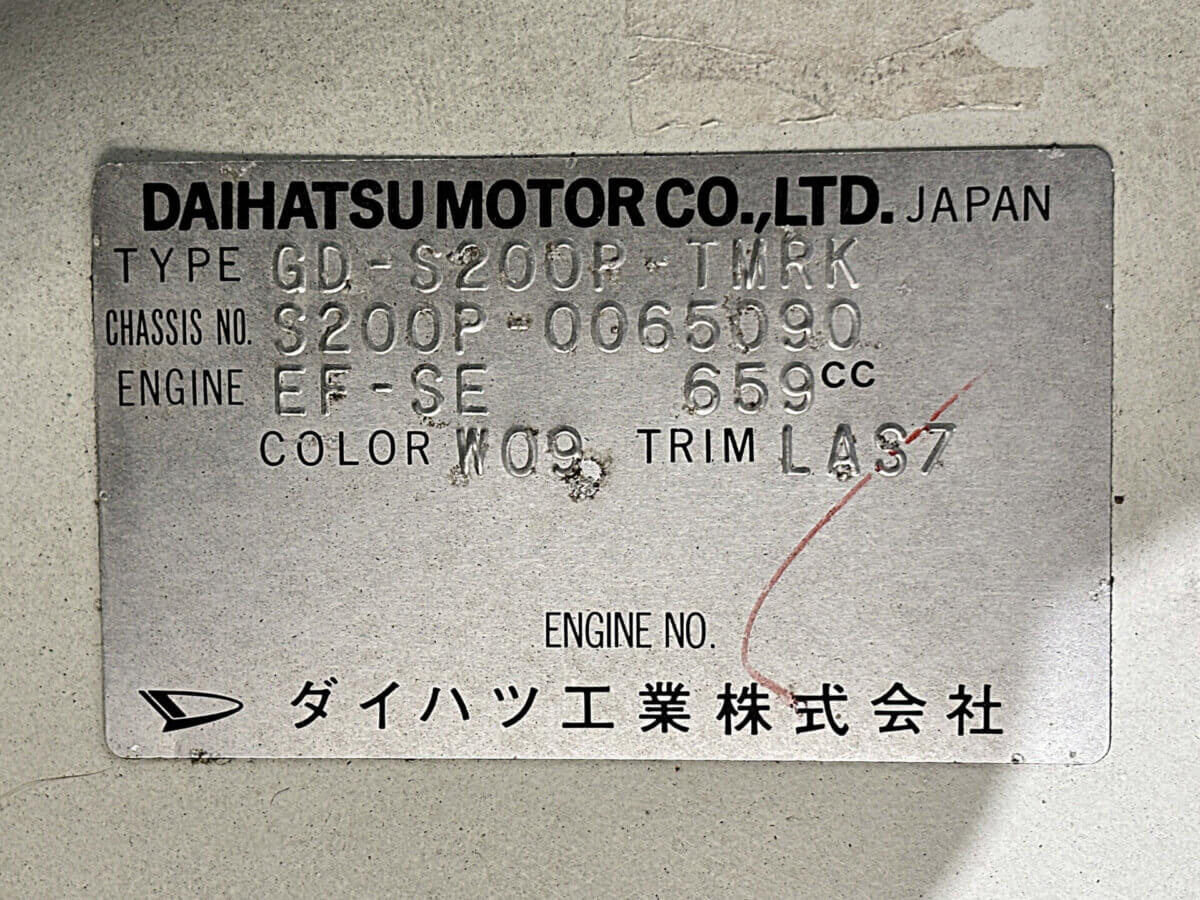 DAIHATSU MOTOR CO.,LTD. JAPAN
TYPE GD-S200P-TMRK
CHASSIS NO. S200P-0065090
ENGINE EF-SE 659CC
COLOR W09 TRIM LA37
ENGINE NO.
ダイハツ工業株式会社